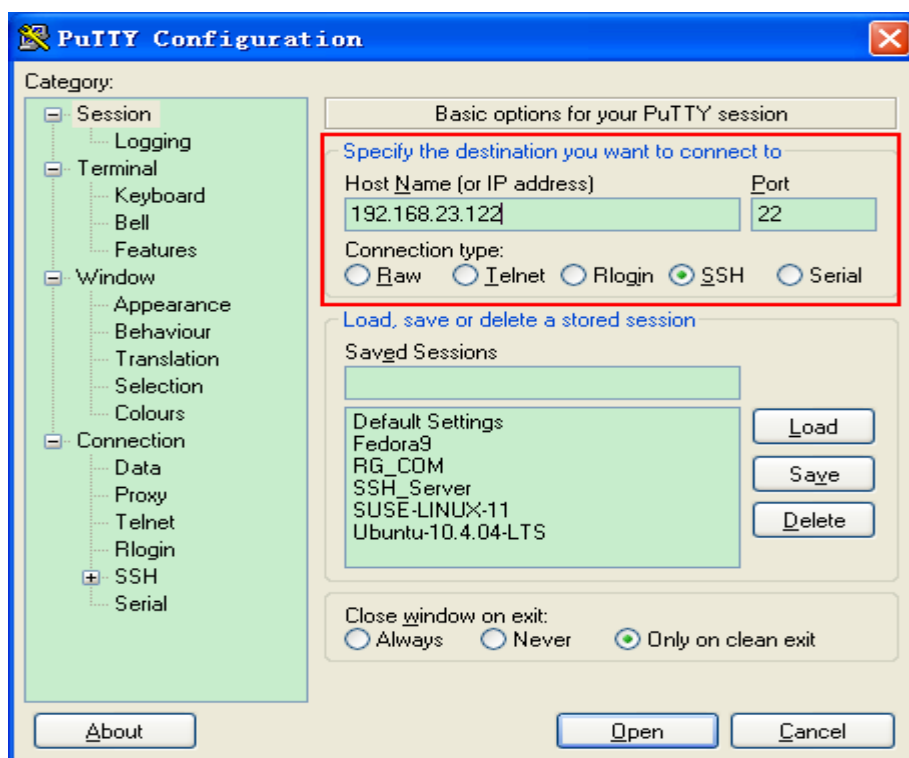 PuTTY Configuration
Category:
Session
Logging
Terminal
Keyboard
Bell
Features
Window
Appearance
Behaviour
Translation
Selection
Colours
Connection
Data
Proxy
Telnet
Rlogin
SSH
Serial
Basic options for your PuTTY session
Specify the destination you want to connect to
Host Name (or IP address) Port
192.168.23.122 22
Connection type:
Raw Telnet Rlogin SSH Serial
Load, save or delete a stored session
Saved Sessions
Default Settings
Fedora9
RG_COM
SSH_Server
SUSE-LINUX-11
Ubuntu-10.4.04-LTS
Load
Save
Delete
Close window on exit:
Always Never Only on clean exit
About Open Cancel